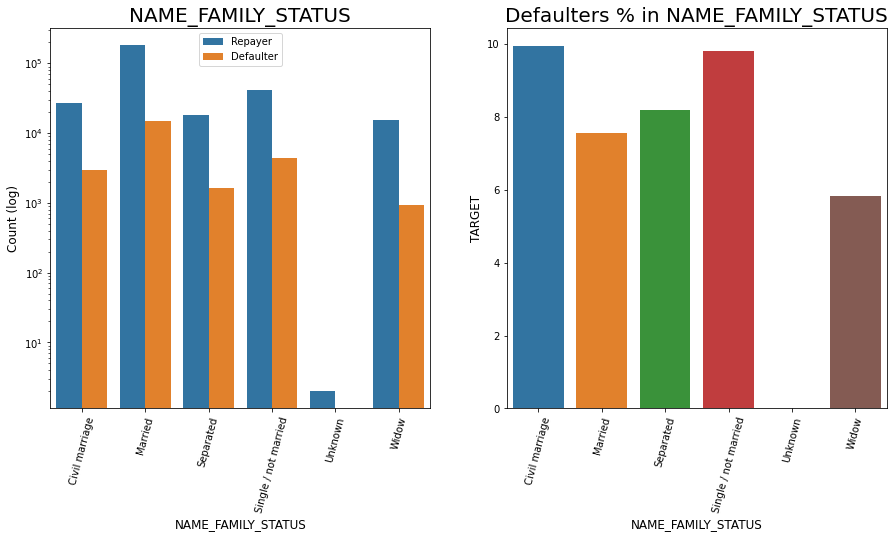 NAME_FAMILY_STATUS
Repayer
Defaulter
Count (log)
10^5
10^4
10^3
10^2
10^1
Civil marriage
Married
Separated
Single / not married
Unknown
Widow
NAME_FAMILY_STATUS
Defaulters % in NAME_FAMILY_STATUS
TARGET
10
8
6
4
2
0
Civil marriage
Married
Separated
Single / not married
Unknown
Widow
NAME_FAMILY_STATUS